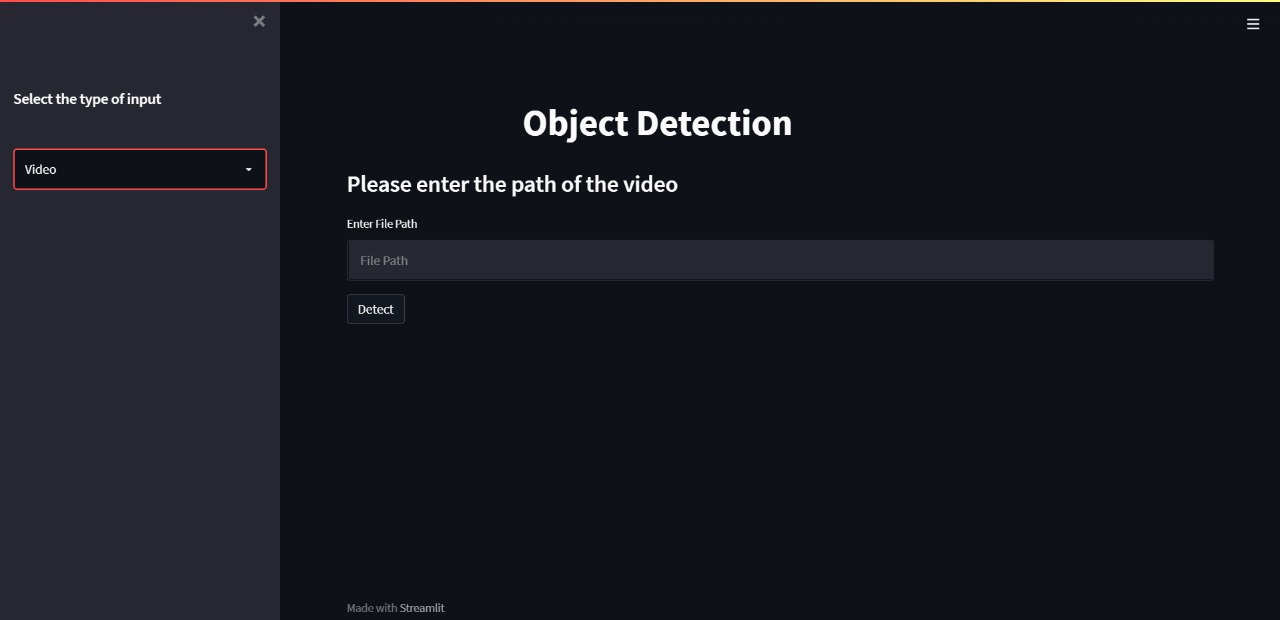 Select the type of input
Video
Object Detection
Please enter the path of the video
Enter File Path
File Path
Detect
Made with Streamlit